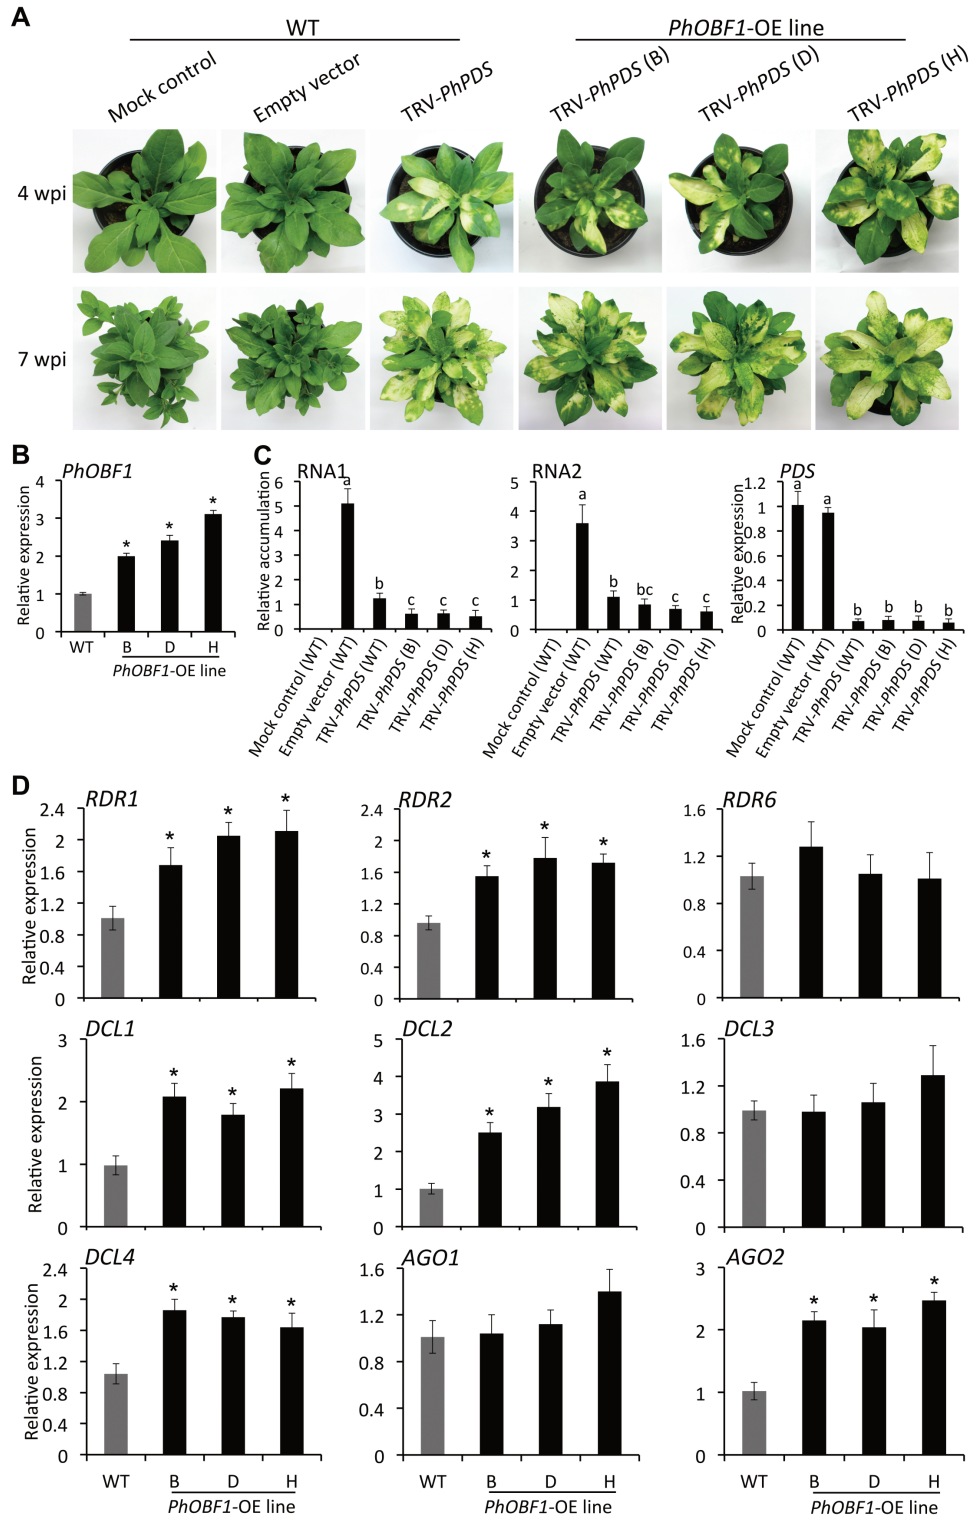 A
WT
PhOBF1-OE line
Mock control
Empty vector
TRV-PhPDS
TRV-PhPDS (B)
TRV-PhPDS (D)
TRV-PhPDS (H)
4 wpi
7 wpi
B
PhOBF1
Relative expression
4
3
2
1
0
*
*
*
WT
B
D
H
PhOBF1-OE line
C
RNA1
Relative accumulation
6
5
4
3
2
1
0
a
b
c
c
c
Mock control (WT)
Empty vector (WT)
TRV-PhPDS (WT)
TRV-PhPDS (B)
TRV-PhPDS (D)
TRV-PhPDS (H)
RNA2
5
4
3
2
1
0
a
b
bc
c
c
Mock control (WT)
Empty vector (WT)
TRV-PhPDS (WT)
TRV-PhPDS (B)
TRV-PhPDS (D)
TRV-PhPDS (H)
PDS
Relative expression
1.2
1
0.8
0.6
0.4
0.2
0
a
a
b
b
b
b
Mock control (WT)
Empty vector (WT)
TRV-PhPDS (WT)
TRV-PhPDS (B)
TRV-PhPDS (D)
TRV-PhPDS (H)
D
RDR1
Relative expression
2.4
2
1.6
1.2
0.8
0.4
0
*
*
*
RDR2
2.4
2
1.6
1.2
0.8
0.4
0
*
*
*
RDR6
1.6
1.2
0.8
0.4
0
DCL1
Relative expression
3
2
1
0
*
*
*
DCL2
5
4
3
2
1
0
*
*
*
DCL3
1.6
1.2
0.8
0.4
0
DCL4
Relative expression
2.4
2
1.6
1.2
0.8
0.4
0
*
*
*
WT
B
D
H
PhOBF1-OE line
AGO1
1.6
1.2
0.8
0.4
0
WT
B
D
H
PhOBF1-OE line
AGO2
3
2
1
0
*
*
*
WT
B
D
H
PhOBF1-OE line